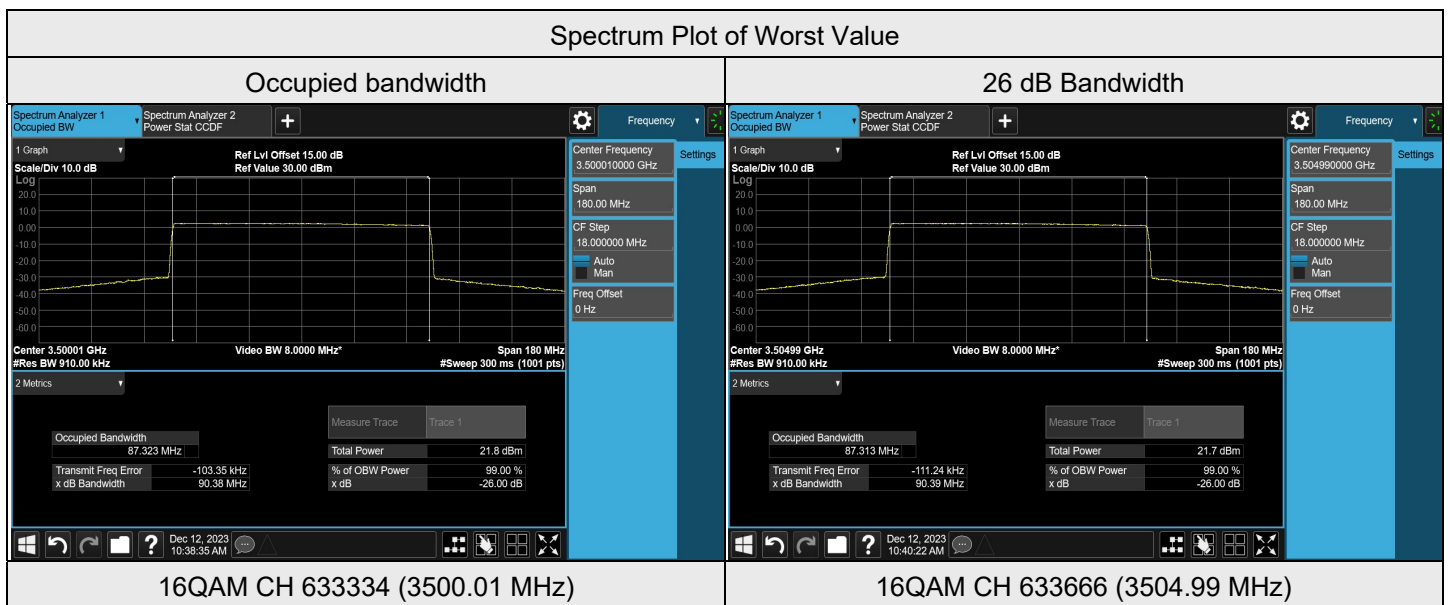 Spectrum Plot of Worst Value
Occupied bandwidth
26 dB Bandwidth
Spectrum Analyzer 1
Occupied BW
Spectrum Analyzer 2
Power Stat CCDF
Frequency
1 Graph
Scale/Div 10.0 dB
Ref Lvl Offset 15.00 dB
Ref Value 30.00 dBm
Log
20.0
10.0
0.00
-10.0
-20.0
-30.0
-40.0
-50.0
-60.0
Center 3.50001 GHz
#Res BW 910.00 kHz
Video BW 8.0000 MHz*
Span 180 MHz
#Sweep 300 ms (1001 pts)
Center Frequency
3.500010000 GHz
Settings
Span
180.00 MHz
CF Step
18.000000 MHz
Auto
Man
Freq Offset
0 Hz
2 Metrics
Measure Trace Trace 1
Occupied Bandwidth
87.323 MHz
Total Power 21.8 dBm
Transmit Freq Error -103.35 kHz
% of OBW Power 99.00 %
x dB Bandwidth 90.38 MHz
x dB -26.00 dB
Dec 12, 2023
10:38:35 AM
Spectrum Analyzer 1
Occupied BW
Spectrum Analyzer 2
Power Stat CCDF
Frequency
1 Graph
Scale/Div 10.0 dB
Ref Lvl Offset 15.00 dB
Ref Value 30.00 dBm
Log
20.0
10.0
0.00
-10.0
-20.0
-30.0
-40.0
-50.0
-60.0
Center 3.50499 GHz
#Res BW 910.00 kHz
Video BW 8.0000 MHz*
Span 180 MHz
#Sweep 300 ms (1001 pts)
Center Frequency
3.504990000 GHz
Settings
Span
180.00 MHz
CF Step
18.000000 MHz
Auto
Man
Freq Offset
0 Hz
2 Metrics
Measure Trace Trace 1
Occupied Bandwidth
87.313 MHz
Total Power 21.7 dBm
Transmit Freq Error -111.24 kHz
% of OBW Power 99.00 %
x dB Bandwidth 90.39 MHz
x dB -26.00 dB
Dec 12, 2023
10:40:22 AM
16QAM CH 633334 (3500.01 MHz)
16QAM CH 633666 (3504.99 MHz)